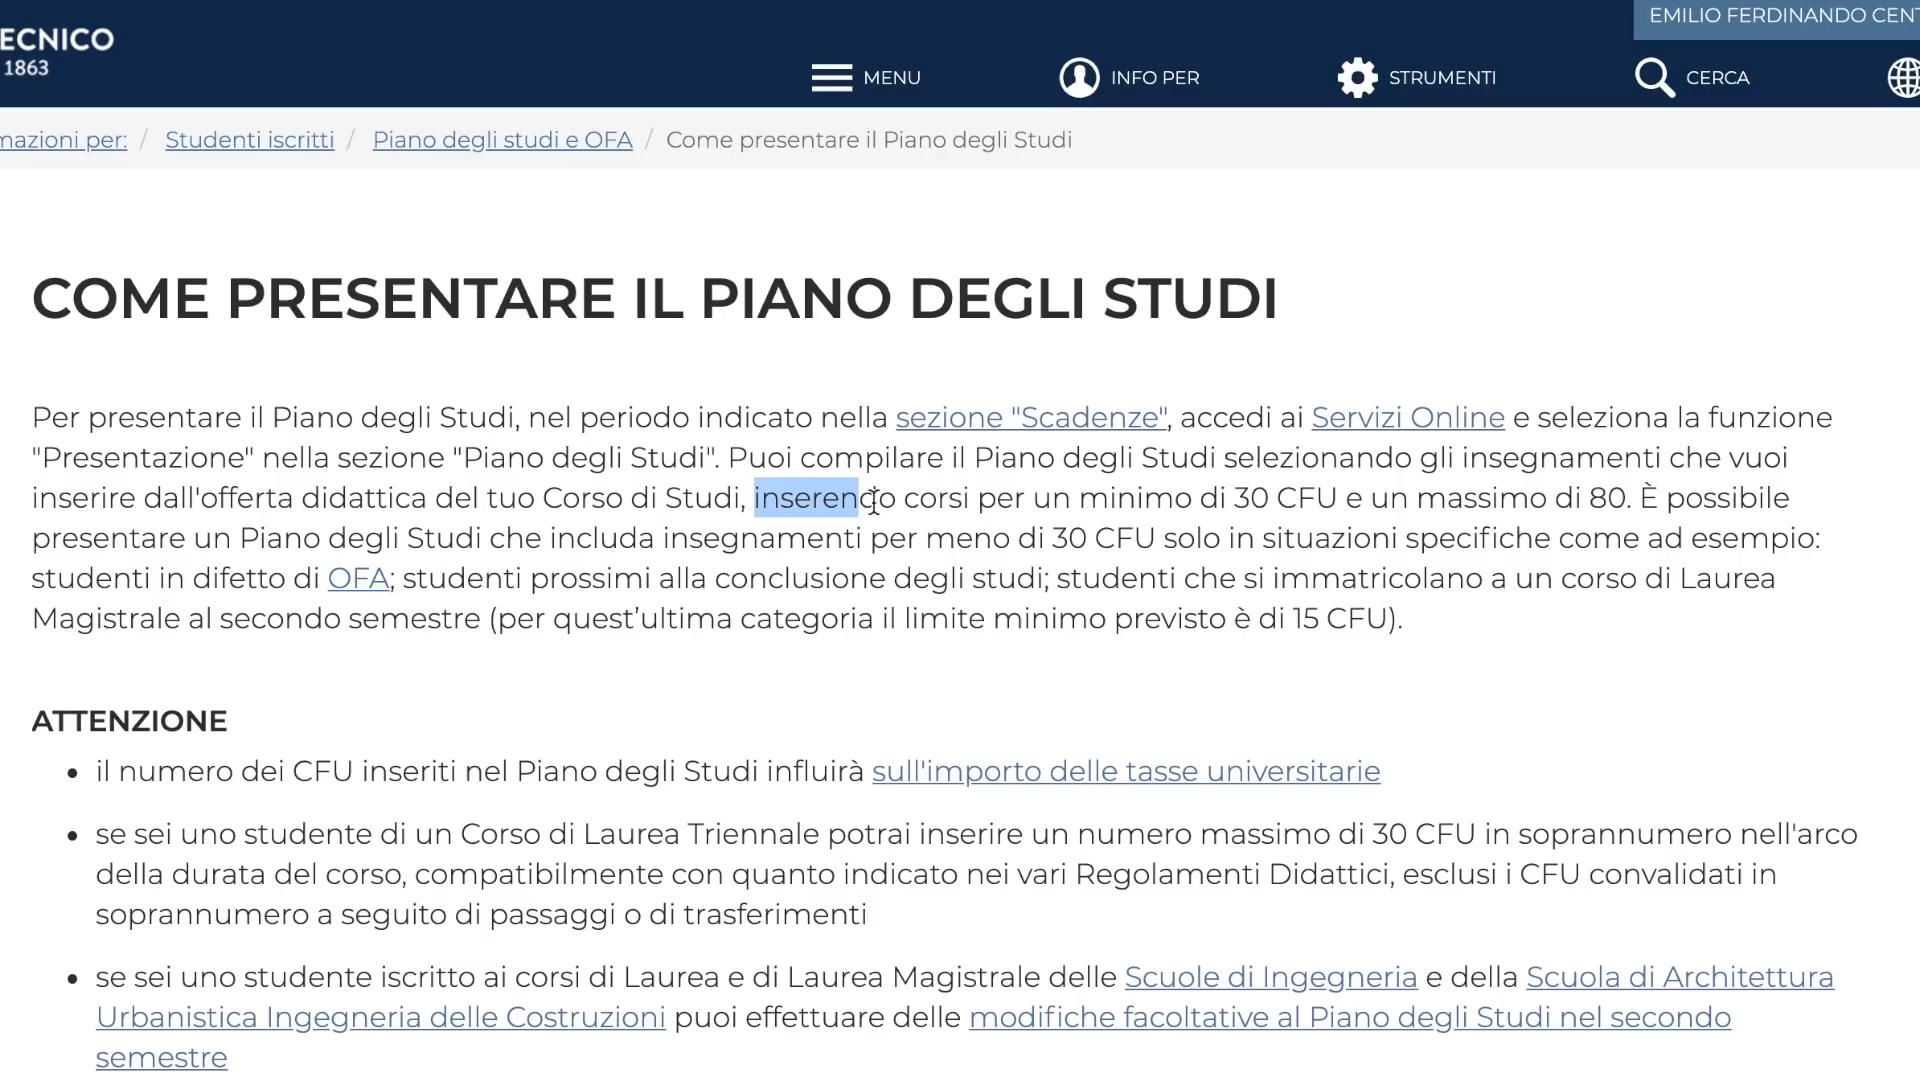 ECNICO
1863
EMILIO FERDINANDO
MENU
INFO PER
STRUMENTI
CERCA
mazioni per: / Studenti iscritti / Piano degli studi e OFA / Come presentare il Piano degli Studi
COME PRESENTARE IL PIANO DEGLI STUDI
Per presentare il Piano degli Studi, nel periodo indicato nella sezione "Scadenze", accedi ai Servizi Online e seleziona la funzione
"Presentazione" nella sezione "Piano degli Studi". Puoi compilare il Piano degli Studi selezionando gli insegnamenti che vuoi
inserire dall'offerta didattica del tuo Corso di Studi, inserendo corsi per un minimo di 30 CFU e un massimo di 80. È possibile
presentare un Piano degli Studi che includa insegnamenti per meno di 30 CFU solo in situazioni specifiche come ad esempio:
studenti in difetto di OFA; studenti prossimi alla conclusione degli studi; studenti che si immatricolano a un corso di Laurea
Magistrale al secondo semestre (per quest’ultima categoria il limite minimo previsto è di 15 CFU).
ATTENZIONE
• il numero dei CFU inseriti nel Piano degli Studi influirà sull'importo delle tasse universitarie
• se sei uno studente di un Corso di Laurea Triennale potrai inserire un numero massimo di 30 CFU in soprannumero nell'arco
della durata del corso, compatibilmente con quanto indicato nei vari Regolamenti Didattici, esclusi i CFU convalidati in
soprannumero a seguito di passaggi o di trasferimenti
• se sei uno studente iscritto ai corsi di Laurea e di Laurea Magistrale delle Scuole di Ingegneria e della Scuola di Architettura
Urbanistica Ingegneria delle Costruzioni puoi effettuare delle modifiche facoltative al Piano degli Studi nel secondo
semestre